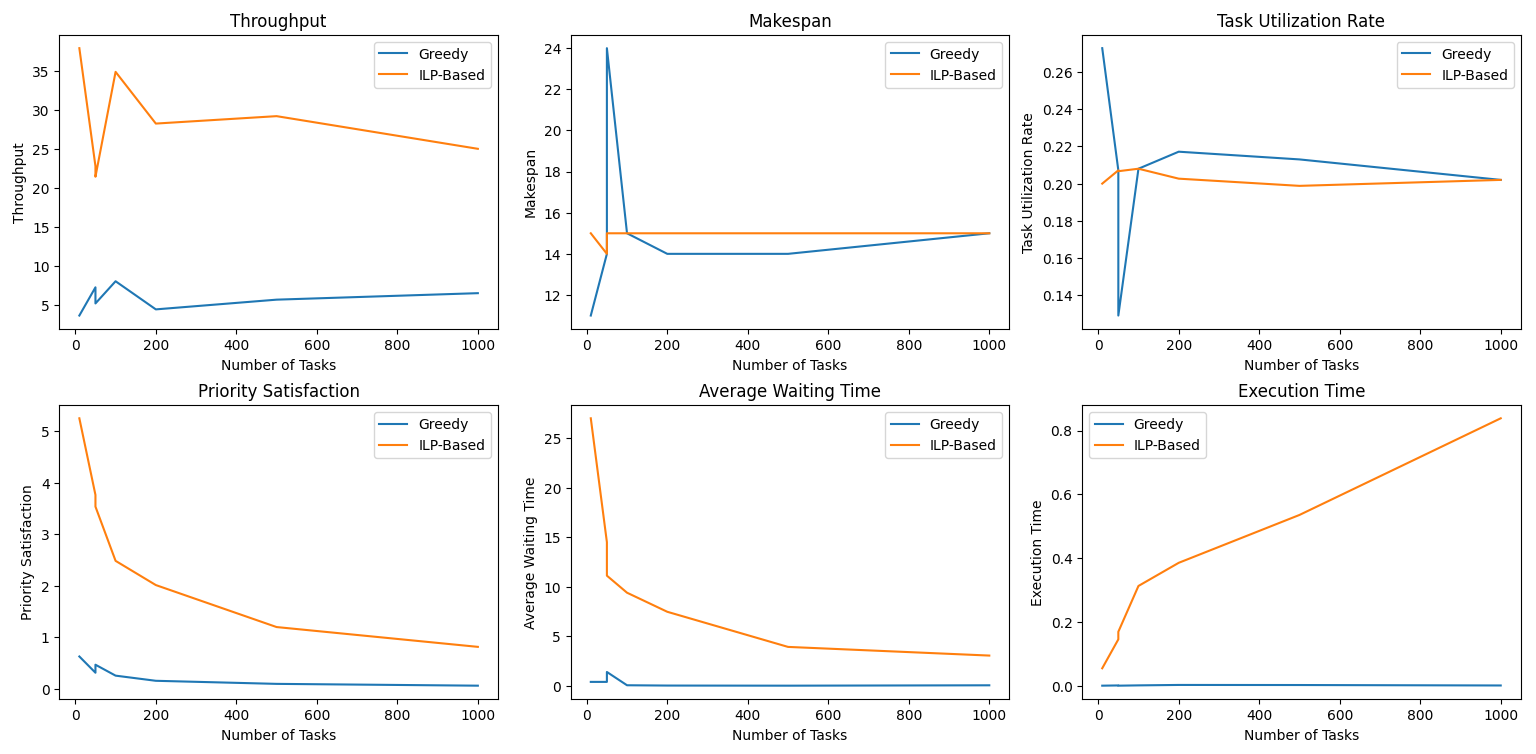 Throughput
Throughput
35
30
25
20
15
10
5
0 200 400 600 800 1000
Number of Tasks
Greedy
ILP-Based
Makespan
Makespan
24
22
20
18
16
14
12
0 200 400 600 800 1000
Number of Tasks
Greedy
ILP-Based
Task Utilization Rate
Task Utilization Rate
0.26
0.24
0.22
0.20
0.18
0.16
0.14
0 200 400 600 800 1000
Number of Tasks
Greedy
ILP-Based
Priority Satisfaction
Priority Satisfaction
5
4
3
2
1
0
0 200 400 600 800 1000
Number of Tasks
Greedy
ILP-Based
Average Waiting Time
Average Waiting Time
25
20
15
10
5
0
0 200 400 600 800 1000
Number of Tasks
Greedy
ILP-Based
Execution Time
Execution Time
0.8
0.6
0.4
0.2
0.0
0 200 400 600 800 1000
Number of Tasks
Greedy
ILP-Based